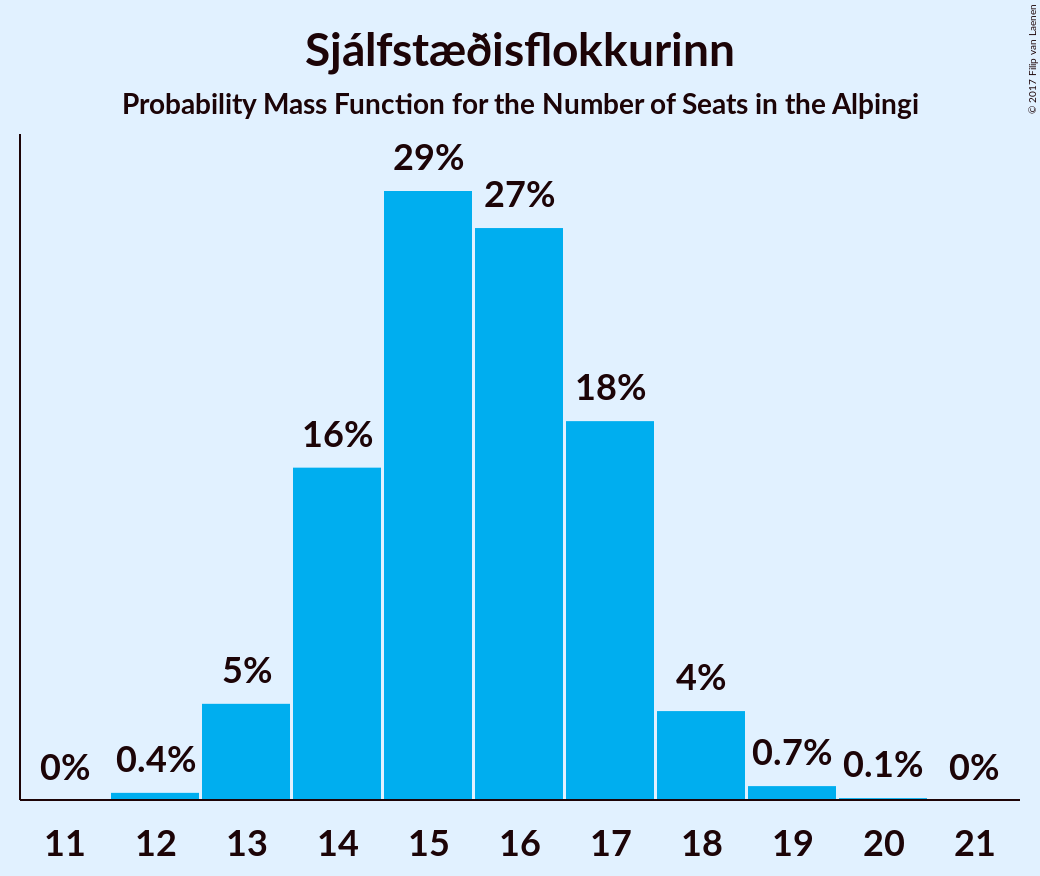 Sjálfstæðisflokkurinn
Probability Mass Function for the Number of Seats in the Alþingi
© 2017 Filip van Laenen
29%
27%
18%
16%
5%
4%
0%
0.4%
0.7%
0.1%
0%
11 12 13 14 15 16 17 18 19 20 21